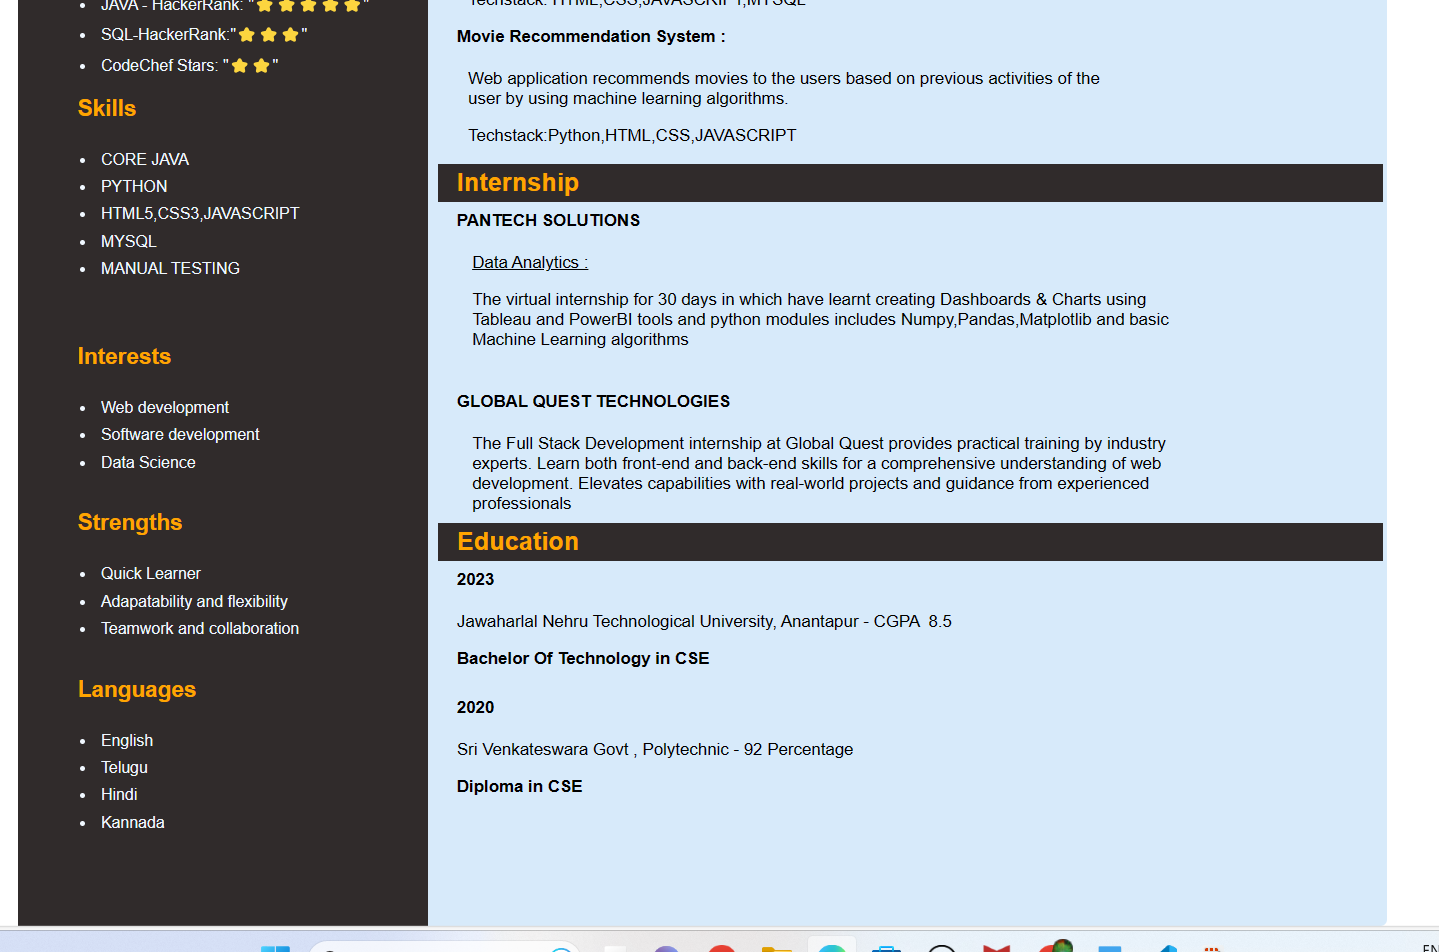 JAVA - HackerRank: "⭐⭐⭐⭐⭐"
SQL-HackerRank:"⭐⭐⭐"
CodeChef Stars: "⭐⭐"
Skills
CORE JAVA
PYTHON
HTML5,CSS3,JAVASCRIPT
MYSQL
MANUAL TESTING
Interests
Web development
Software development
Data Science
Strengths
Quick Learner
Adapatability and flexibility
Teamwork and collaboration
Languages
English
Telugu
Hindi
Kannada
Techstack: HTML,CSS,JAVASCRIPT,MYSQL
Movie Recommendation System :
Web application recommends movies to the users based on previous activities of the
user by using machine learning algorithms.
Techstack:Python,HTML,CSS,JAVASCRIPT
Internship
PANTECH SOLUTIONS
Data Analytics :
The virtual internship for 30 days in which have learnt creating Dashboards & Charts using
Tableau and PowerBI tools and python modules includes Numpy,Pandas,Matplotlib and basic
Machine Learning algorithms
GLOBAL QUEST TECHNOLOGIES
The Full Stack Development internship at Global Quest provides practical training by industry
experts. Learn both front-end and back-end skills for a comprehensive understanding of web
development. Elevates capabilities with real-world projects and guidance from experienced
professionals
Education
2023
Jawaharlal Nehru Technological University, Anantapur - CGPA  8.5
Bachelor Of Technology in CSE
2020
Sri Venkateswara Govt , Polytechnic - 92 Percentage
Diploma in CSE